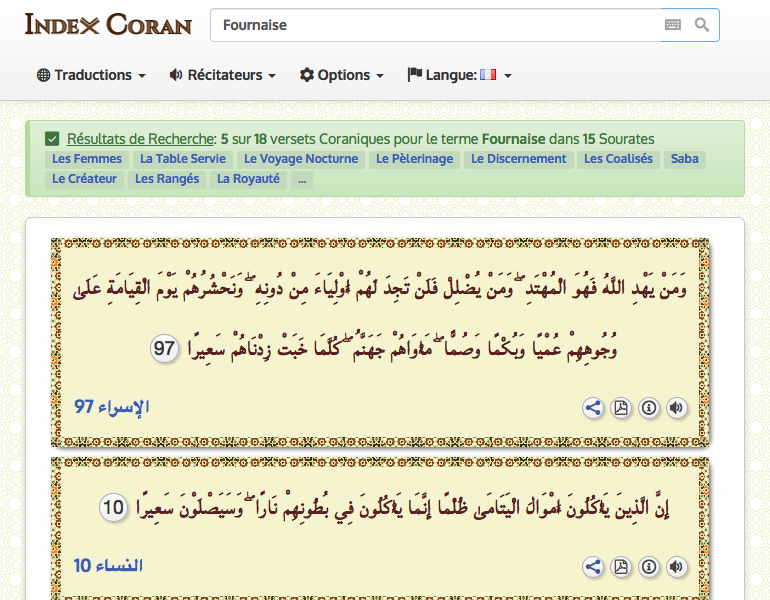 Index Coran
Fournaise
Traductions Récitateurs Options Langue:
Résultats de Recherche: 5 sur 18 versets Coraniques pour le terme Fournaise dans 15 Sourates
Les Femmes La Table Servie Le Voyage Nocturne Le Pèlerinage Le Discernement Les Coalisés Saba
Le Créateur Les Rangés La Royauté ...
وَمَنْ يَهْدِ اللَّهُ فَهُوَ الْمُهْتَدِ ۖ وَمَنْ يُضْلِلْ فَلَنْ تَجِدَ لَهُمْ أَوْلِيَاءَ مِنْ دُونِهِ ۖ وَنَحْشُرُهُمْ يَوْمَ الْقِيَامَةِ عَلَىٰ
وُجُوهِهِمْ عُمْيًا وَبُكْمًا وَصُمًّا ۖ مَأْوَاهُمْ جَهَنَّمُ ۖ كُلَّمَا خَبَتْ زِدْنَاهُمْ سَعِيرًا 97
الإسراء 97
إِنَّ الَّذِينَ يَأْكُلُونَ أَمْوَالَ الْيَتَامَىٰ ظُلْمًا إِنَّمَا يَأْكُلُونَ فِي بُطُونِهِمْ نَارًا ۖ وَسَيَصْلَوْنَ سَعِيرًا 10
النساء 10